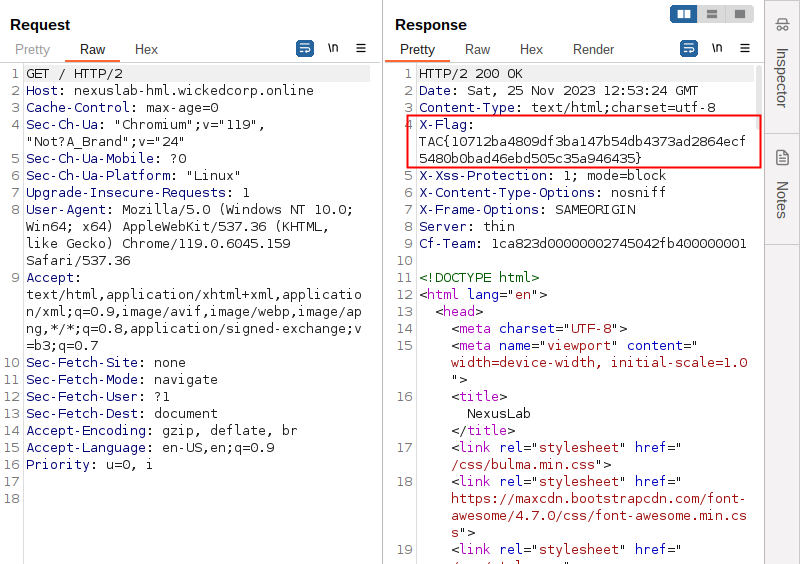 Request
Pretty Raw Hex \n ≡
1 GET / HTTP/2
2 Host: nexuslab-hml.wickedcorp.online
3 Cache-Control: max-age=0
4 Sec-Ch-Ua: "Chromium";v="119",
"Not?A_Brand";v="24"
5 Sec-Ch-Ua-Mobile: ?0
6 Sec-Ch-Ua-Platform: "Linux"
7 Upgrade-Insecure-Requests: 1
8 User-Agent: Mozilla/5.0 (Windows NT 10.0;
Win64; x64) AppleWebKit/537.36 (KHTML,
like Gecko) Chrome/119.0.6045.159
Safari/537.36
9 Accept:
text/html,application/xhtml+xml,applicatio
n/xml;q=0.9,image/avif,image/webp,image/ap
ng,*/*;q=0.8,application/signed-exchange;v
=b3;q=0.7
10 Sec-Fetch-Site: none
11 Sec-Fetch-Mode: navigate
12 Sec-Fetch-User: ?1
13 Sec-Fetch-Dest: document
14 Accept-Encoding: gzip, deflate, br
15 Accept-Language: en-US,en;q=0.9
16 Priority: u=0, i
17
18
Response
Pretty Raw Hex Render \n ≡
1 HTTP/2 200 OK
2 Date: Sat, 25 Nov 2023 12:53:24 GMT
3 Content-Type: text/html;charset=utf-8
4 X-Flag:
TAC{10712ba4809df3ba147b54db4373ad2864ecf
5480b0bad46ebd505c35a946435}
5 X-Xss-Protection: 1; mode=block
6 X-Content-Type-Options: nosniff
7 X-Frame-Options: SAMEORIGIN
8 Server: thin
9 Cf-Team: 1ca823d00000002745042fb400000001
10
11 <!DOCTYPE html>
12 <html lang="en">
13 <head>
14 <meta charset="UTF-8">
15 <meta name="viewport" content="
width=device-width, initial-scale=1.0
">
16 <title>
NexusLab
</title>
17 <link rel="stylesheet" href="
/css/bulma.min.css">
18 <link rel="stylesheet" href="
https://maxcdn.bootstrapcdn.com/font-
awesome/4.7.0/css/font-awesome.min.cs
s">
19 <link rel="stylesheet" href="
Inspector
Notes